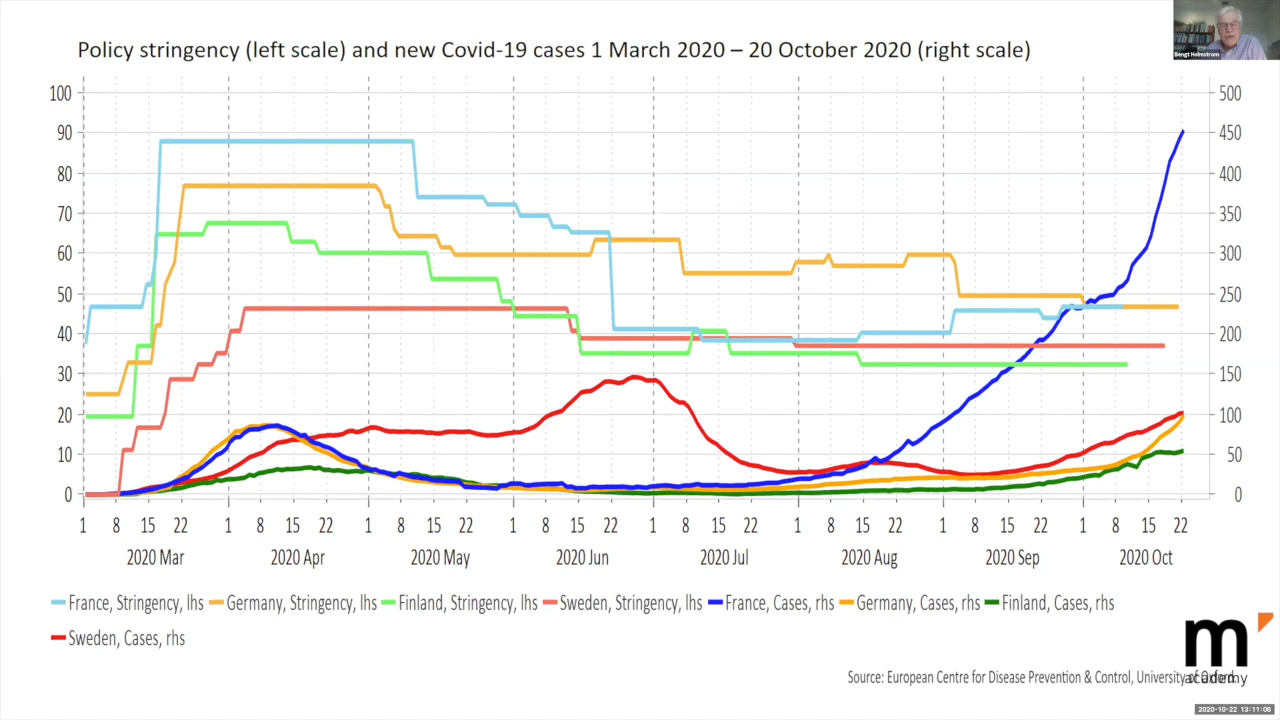 Bengt Holmstrom
Policy stringency (left scale) and new Covid-19 cases 1 March 2020 – 20 October 2020 (right scale)
100 500
90 450
80 400
70 350
60 300
50 250
40 200
30 150
20 100
10 50
0 0
1 8 15 22 1 8 15 22 1 8 15 22 1 8 15 22 1 8 15 22 1 8 15 22 1 8 15 22 1 8 15 22
2020 Mar 2020 Apr 2020 May 2020 Jun 2020 Jul 2020 Aug 2020 Sep 2020 Oct
France, Stringency, lhs Germany, Stringency, lhs Finland, Stringency, lhs Sweden, Stringency, lhs France, Cases, rhs Germany, Cases, rhs Finland, Cases, rhs
Sweden, Cases, rhs
m
academy
Source: European Centre for Disease Prevention & Control, University of Oxford
2020-10-22 13:11:08